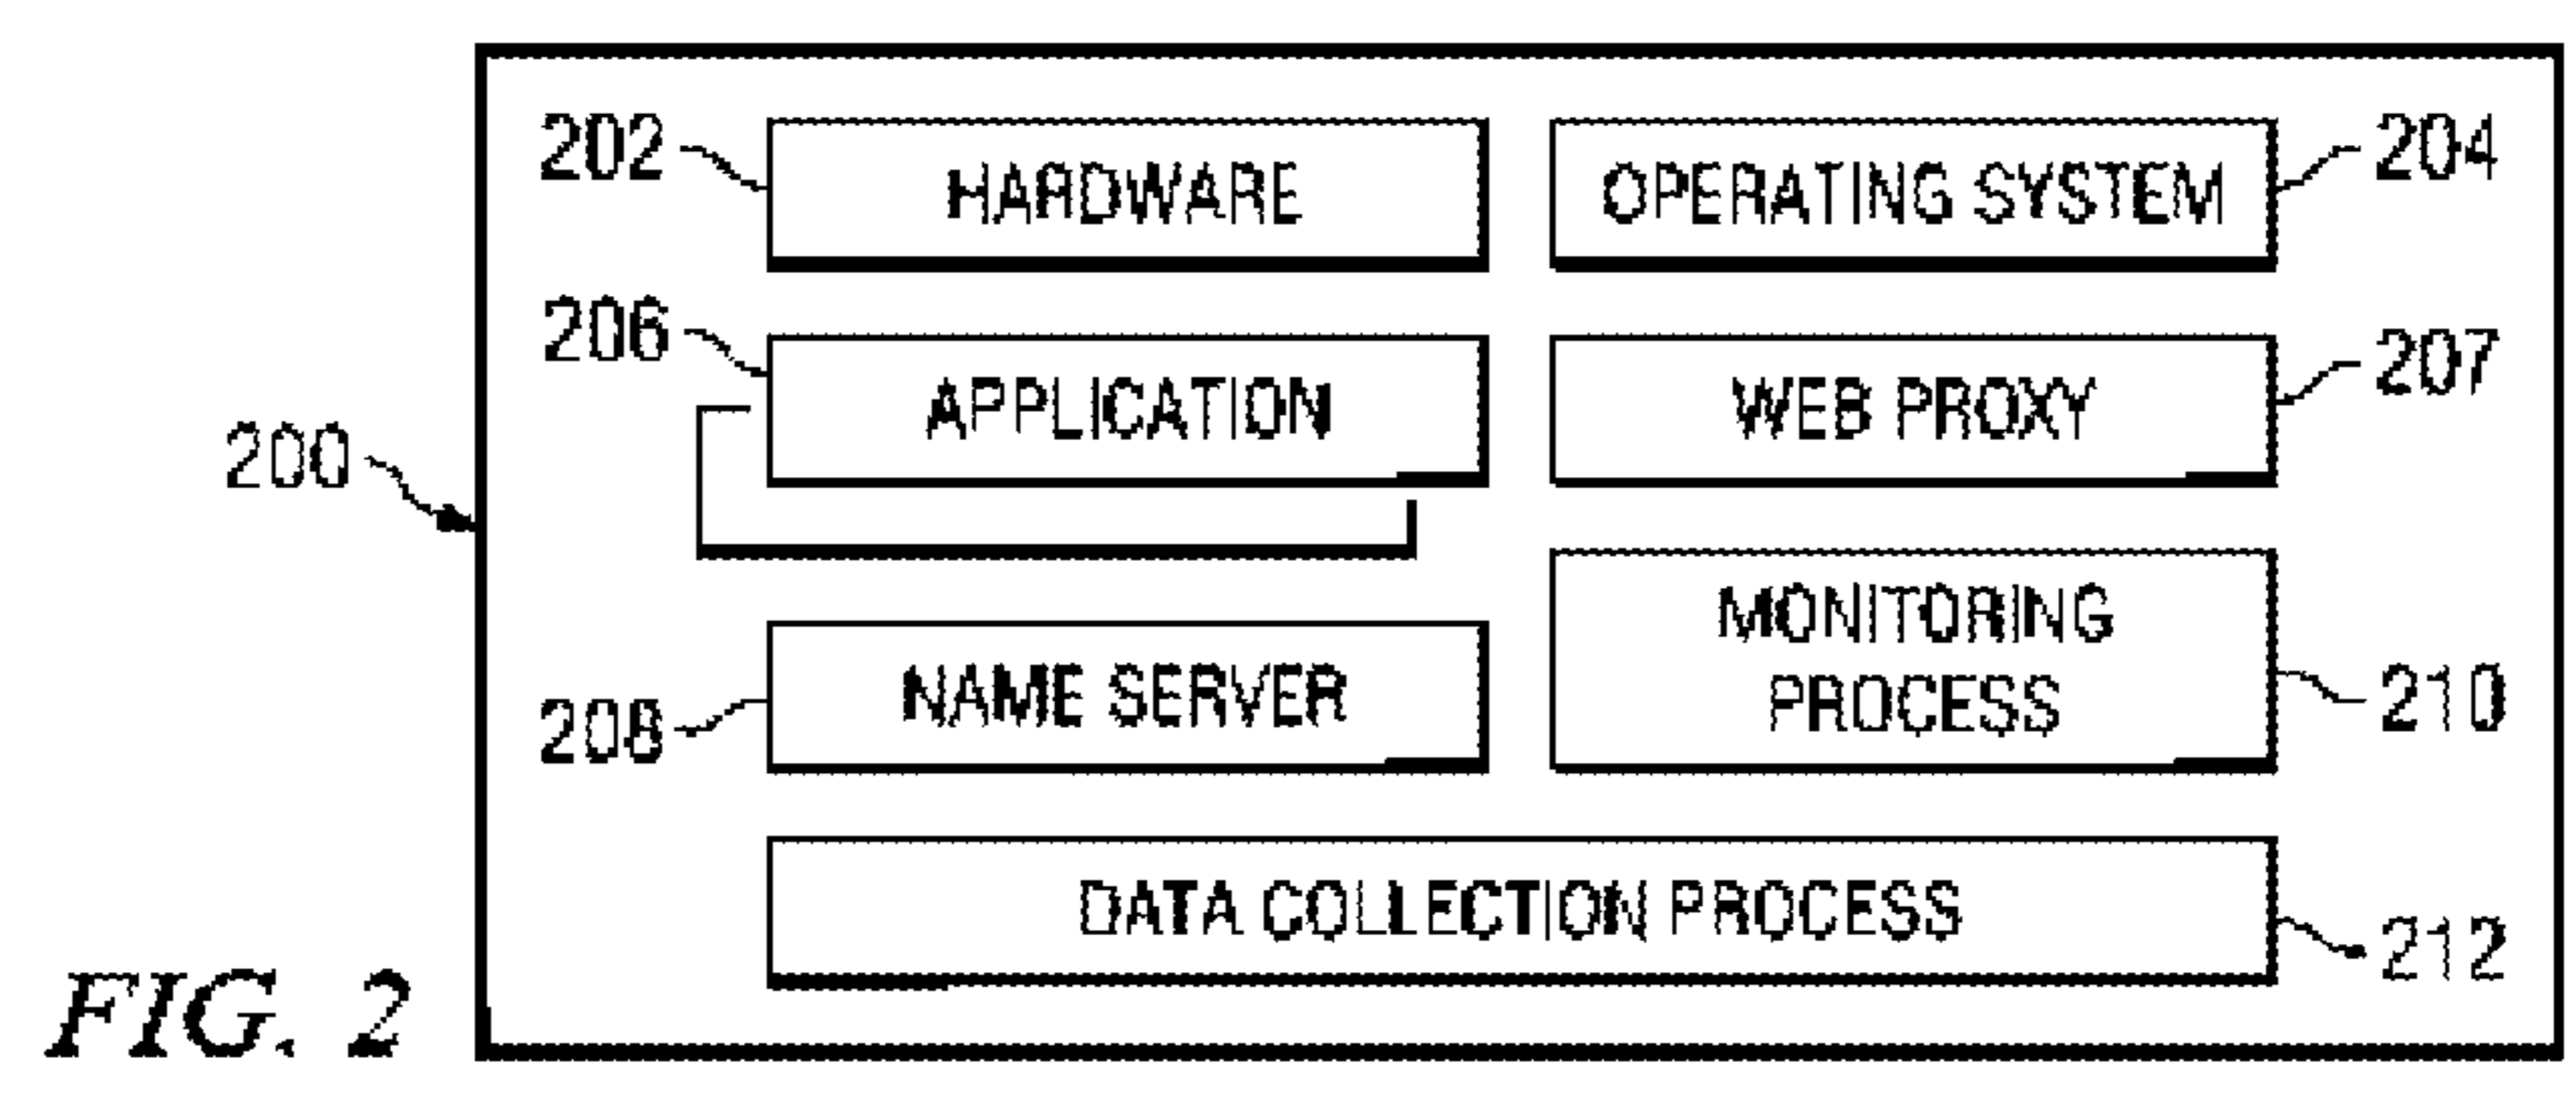 202 HARDWARE OPERATING SYSTEM 204
206 APPLICATION WEB PROXY 207
200
MONITORING
PROCESS 210
208 NAME SERVER
DATA COLLECTION PROCESS 212
FIG. 2